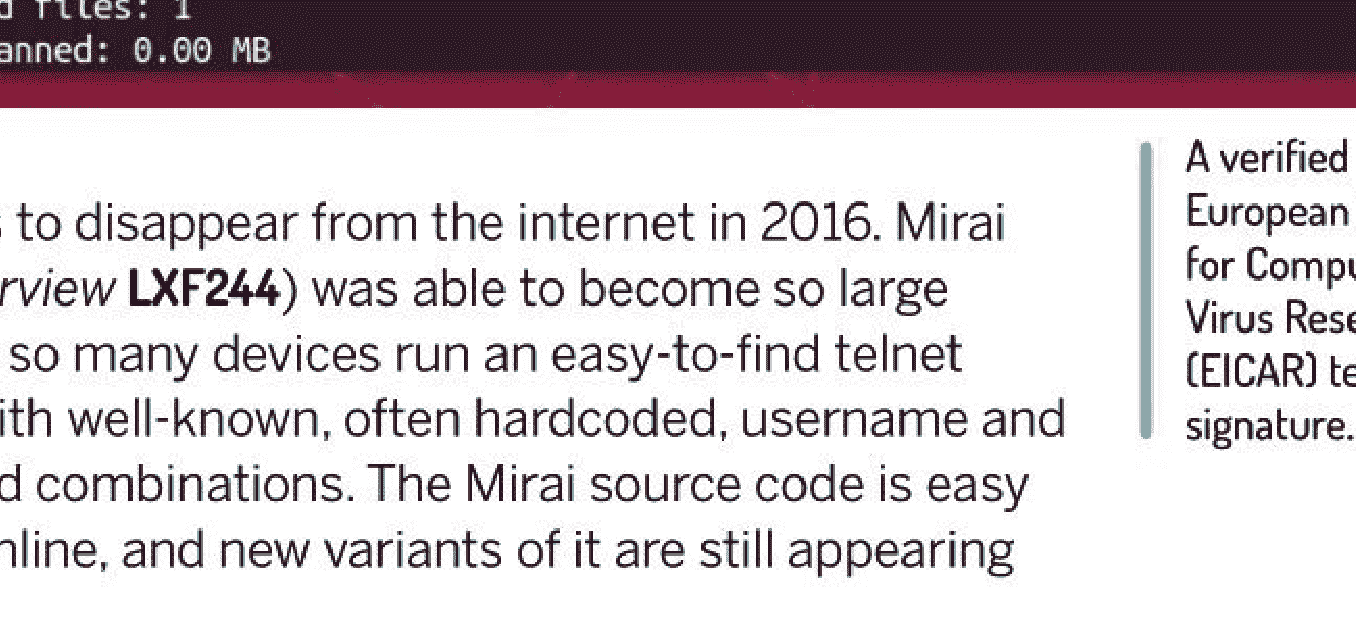 d files: 1
anned: 0.00 MB
s to disappear from the internet in 2016. Mirai
rview LXF244) was able to become so large
so many devices run an easy-to-find telnet
ith well-known, often hardcoded, username and
d combinations. The Mirai source code is easy
nline, and new variants of it are still appearing
A verified
European
for Compu
Virus Rese
(EICAR) te
signature.